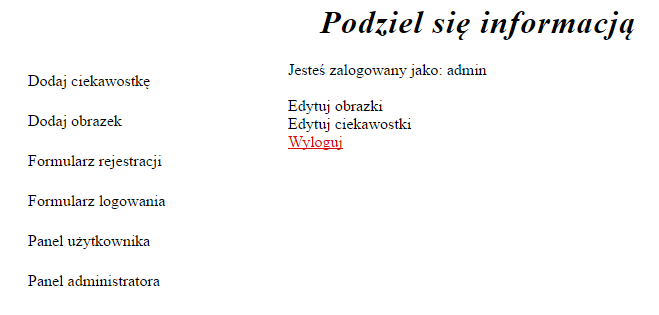 Podziel się informacją
Dodaj ciekawostkę
Dodaj obrazek
Formularz rejestracji
Formularz logowania
Panel użytkownika
Panel administratora
Jesteś zalogowany jako: admin
Edytuj obrazki
Edytuj ciekawostki
Wyloguj